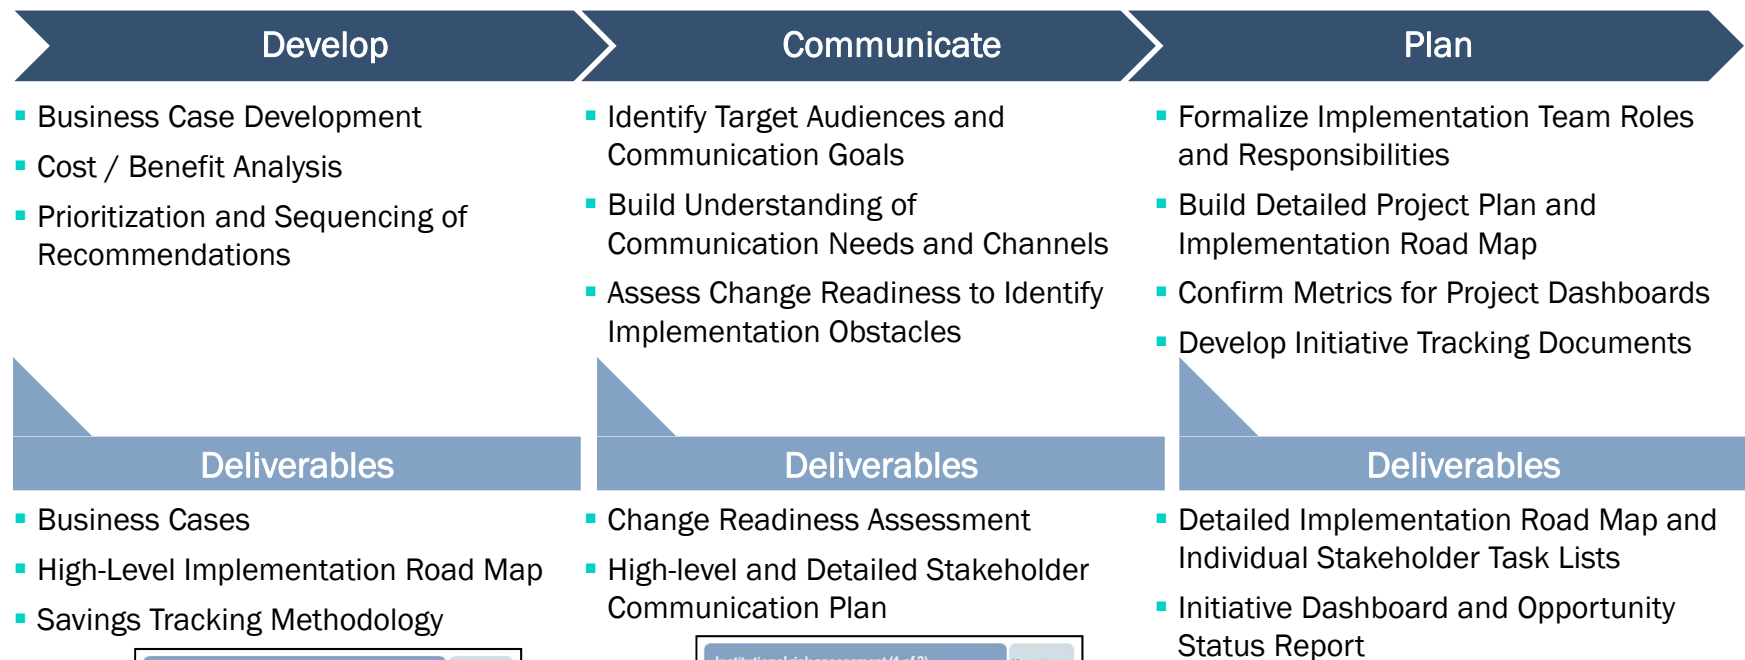 Develop
Communicate
Plan
▪ Business Case Development
▪ Cost / Benefit Analysis
▪ Prioritization and Sequencing of
Recommendations
▪ Identify Target Audiences and
Communication Goals
▪ Build Understanding of
Communication Needs and Channels
▪ Assess Change Readiness to Identify
Implementation Obstacles
▪ Formalize Implementation Team Roles
and Responsibilities
▪ Build Detailed Project Plan and
Implementation Road Map
▪ Confirm Metrics for Project Dashboards
▪ Develop Initiative Tracking Documents
Deliverables
Deliverables
Deliverables
▪ Business Cases
▪ High-Level Implementation Road Map
▪ Savings Tracking Methodology
▪ Change Readiness Assessment
▪ High-level and Detailed Stakeholder
Communication Plan
▪ Detailed Implementation Road Map and
Individual Stakeholder Task Lists
▪ Initiative Dashboard and Opportunity
Status Report